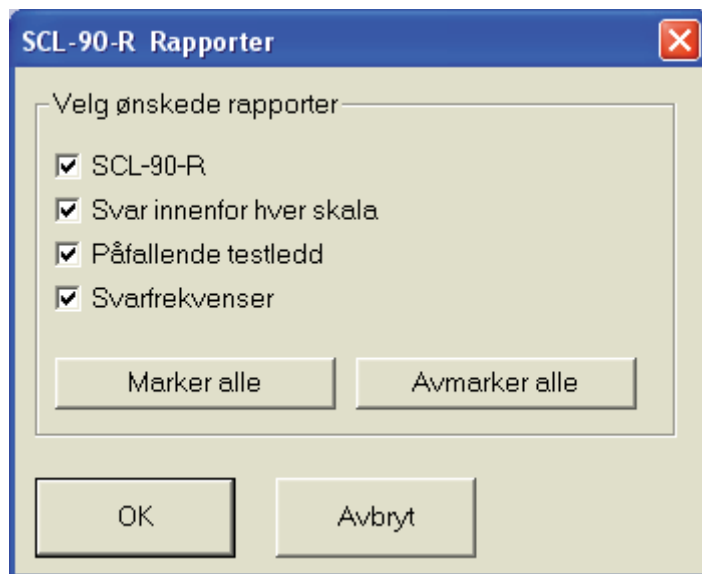 SCL-90-R Rapporter
Velg ønskede rapporter
SCL-90-R
Svar innenfor hver skala
Påfallende testledd
Svarfrekvenser
Marker alle Avmarker alle
OK Avbryt